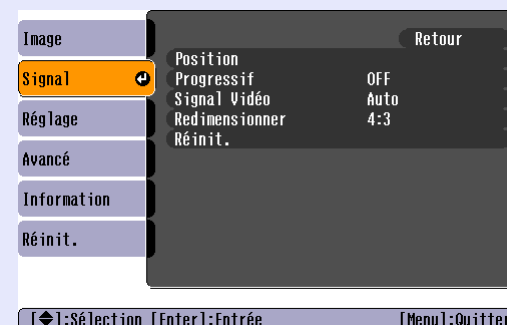 Image
Signal
Réglage
Avancé
Information
Réinit.
Retour
Position
Progressif OFF
Signal Vidéo Auto
Redimensionner 4:3
Réinit.
[]:Sélection [Enter]:Entrée [Menu]:Quitter